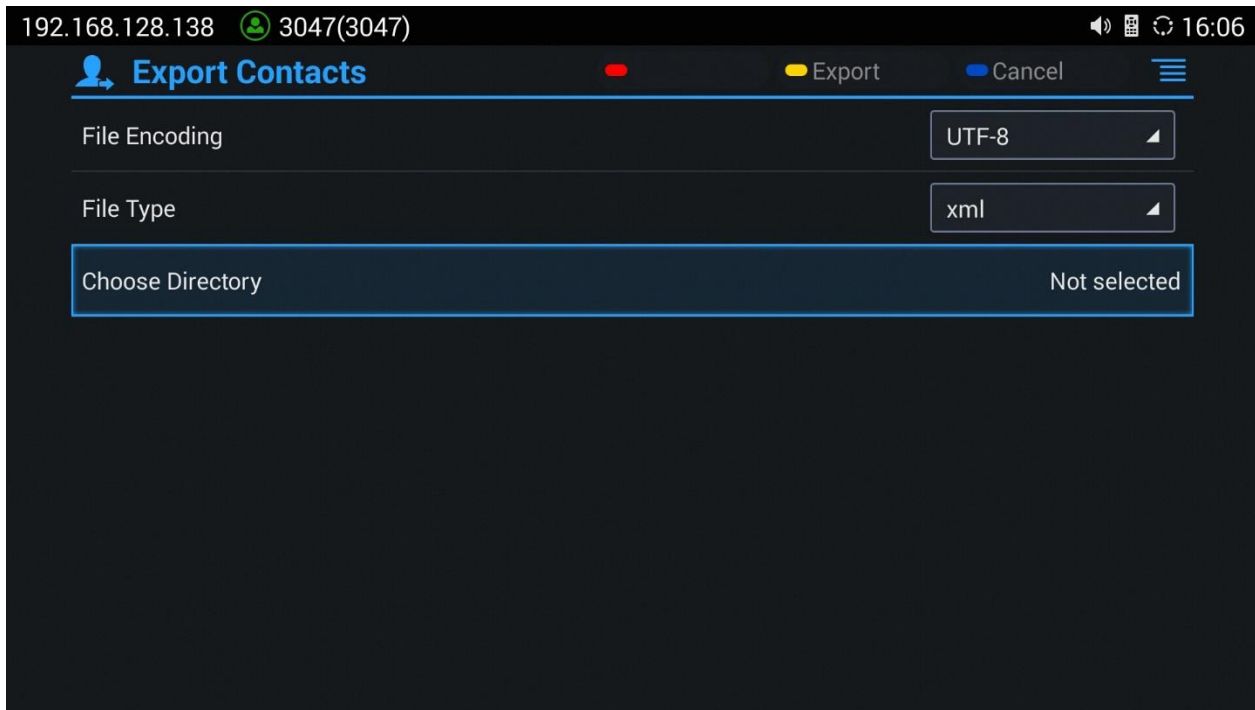 192.168.128.138 3047(3047) 16:06
Export Contacts Export Cancel
File Encoding UTF-8
File Type xml
Choose Directory Not selected